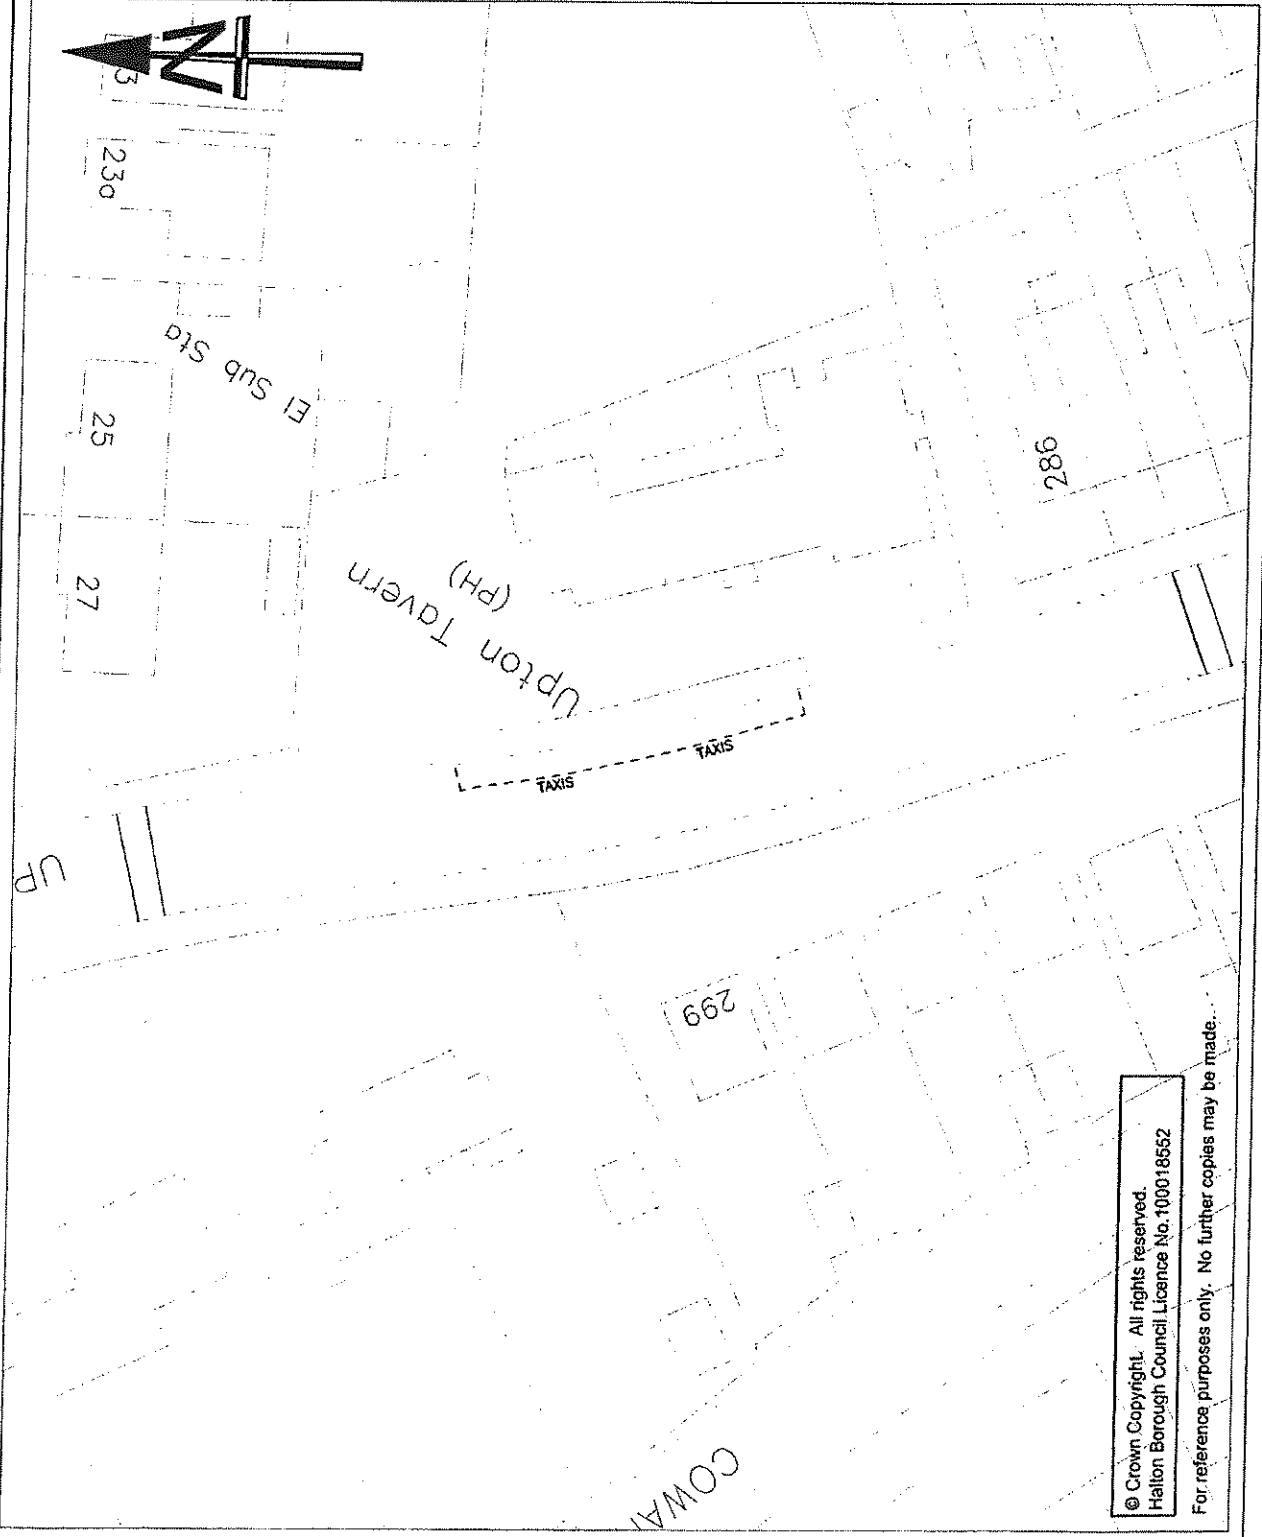 N
3
23a
El Sub Sta
25
27
Upton Tavern
(PH)
286
TAXIS
TAXIS
UP
299
COWA
© Crown Copyright. All rights reserved.
Halton Borough Council Licence No.100018552
For reference purposes only. No further copies may be made.